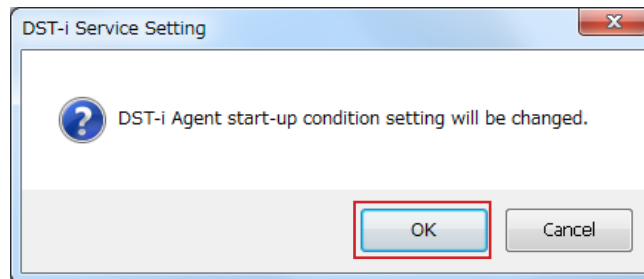 DST-i Service Setting
DST-i Agent start-up condition setting will be changed.
OK
Cancel